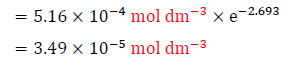 = 5.16 × 10⁻⁴ mol dm⁻³ × e⁻²·⁶⁹³
= 3.49 × 10⁻⁵ mol dm⁻³